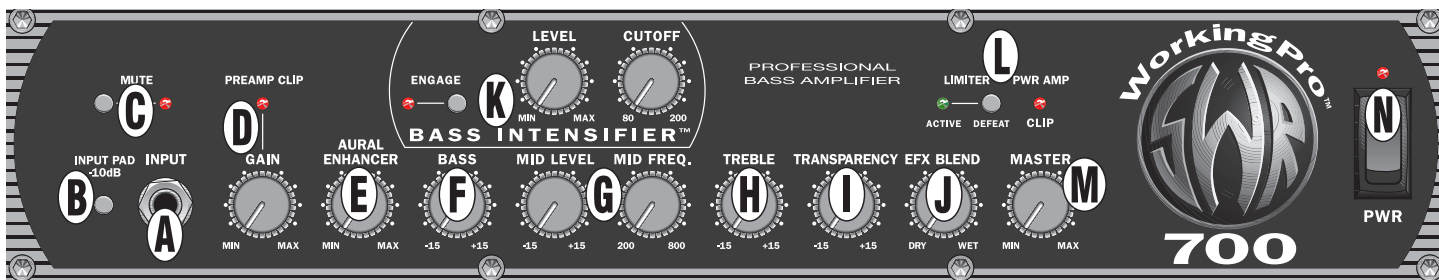 LEVEL CUTOFF
MUTE PREAMP CLIP ENGAGE K MIN MAX 80 200
C D
BASS INTENSIFIER™
PROFESSIONAL
BASS AMPLIFIER
L
LIMITER PWR AMP
ACTIVE DEFEAT CLIP
WorkingPro™
SWR
700
N
PWR
INPUT PAD
-10dB
B
INPUT
A
GAIN
MIN MAX
AURAL
ENHANCER
E
MIN MAX
BASS
F
-15 +15
MID LEVEL
-15 +15
G
MID FREQ.
200 800
TREBLE
H
-15 +15
TRANSPARENCY
I
-15 +15
EFX BLEND
J
DRY WET
MASTER
M
MIN MAX